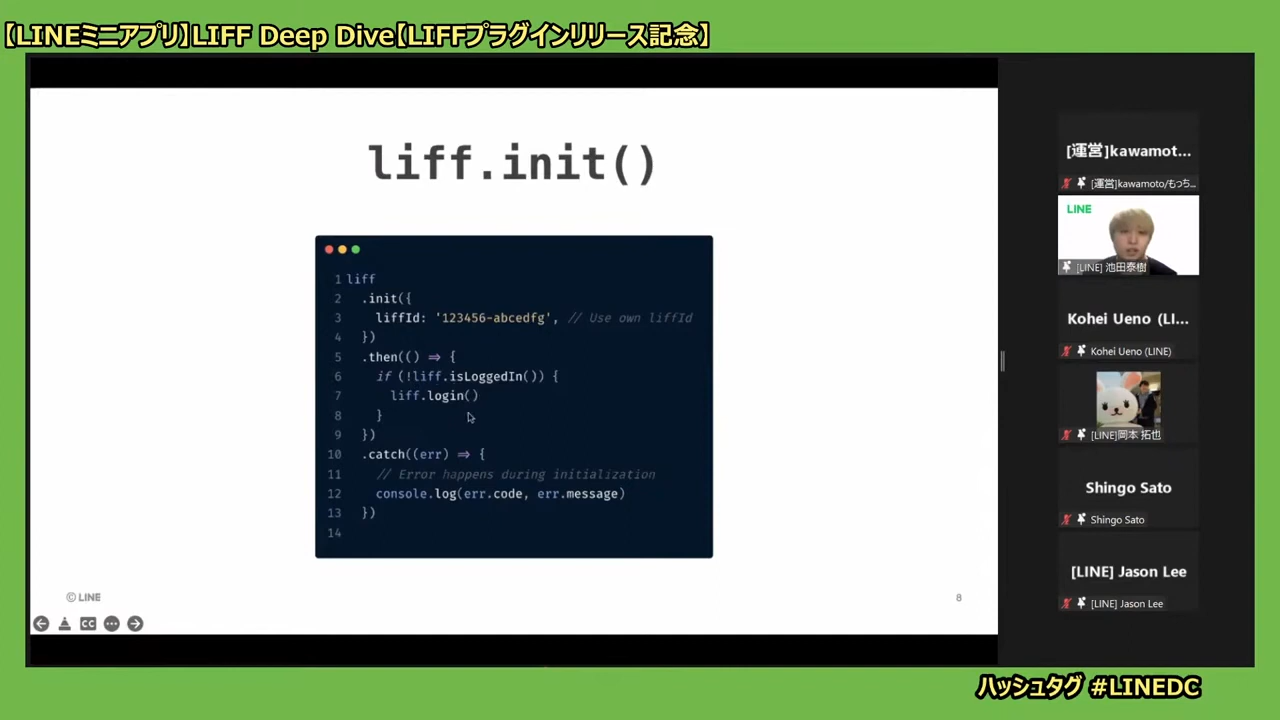 【LINEミニアプリ】LIFF Deep Dive【LIFFプラグインリリース記念】
liff.init()
1 liff
2 .init({
3 liffId: '123456-abcedfg', // Use own liffId
4 })
5 .then(() => {
6 if (!liff.isLoggedIn()) {
7 liff.login()
8 }
9 })
10 .catch((err) => {
11 // Error happens during initialization
12 console.log(err.code, err.message)
13 })
14
© LINE
8
CC
[運営]kawamot...
[運営]kawamoto/もっち...
LINE
[LINE] 池田泰樹
Kohei Ueno (LI...
Kohei Ueno (LINE)
[LINE]岡本 拓也
Shingo Sato
Shingo Sato
[LINE] Jason Lee
[LINE] Jason Lee
ハッシュタグ #LINEDC